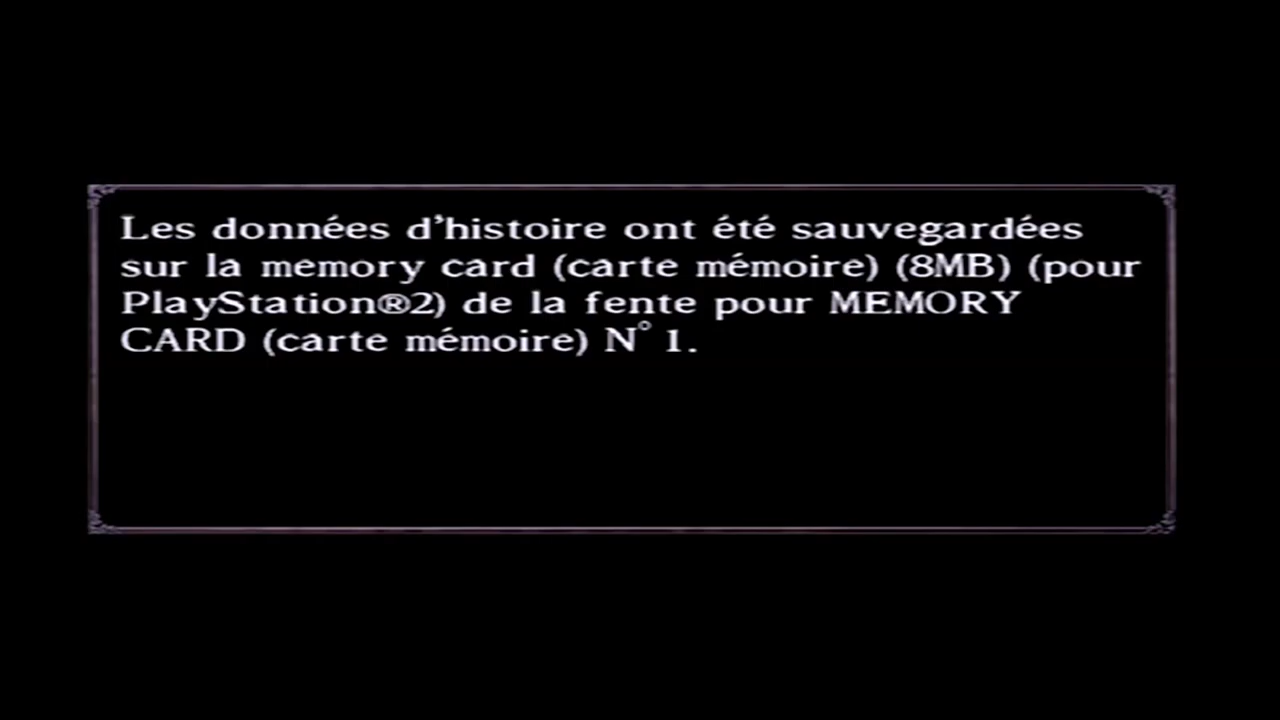 Les données d'histoire ont été sauvegardées
sur la memory card (carte mémoire) (8MB) (pour
PlayStation®2) de la fente pour MEMORY
CARD (carte mémoire) N° 1.